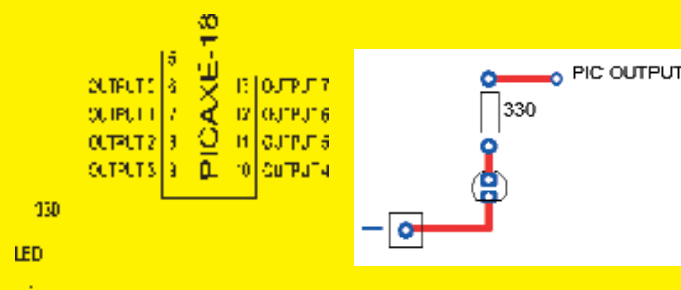 PICAXE-18
5
OUTPUT 0 6
OUTPUT 1 7
OUTPUT 2 8
OUTPUT 3 9
13 OUTPUT 7
12 OUTPUT 6
11 OUTPUT 5
10 OUTPUT 4
330
LED
PIC OUTPUT
330
−